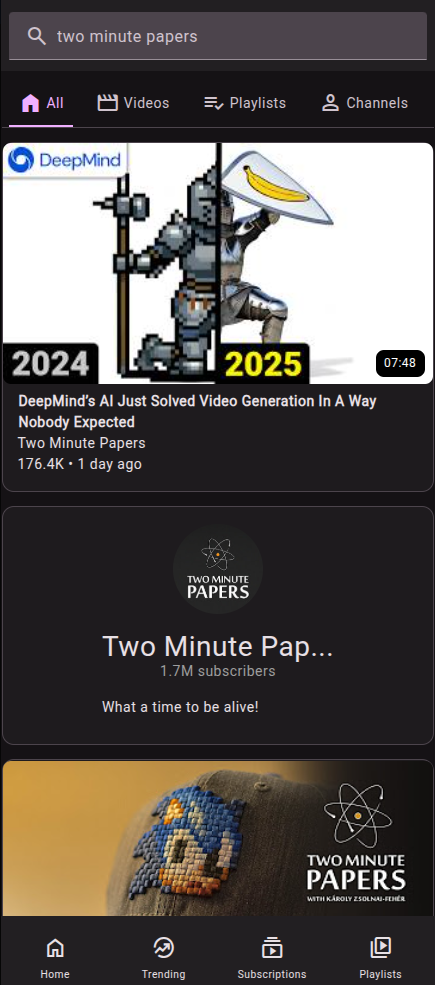 two minute papers
All
Videos
Playlists
Channels
DeepMind
2024
2025
07:48
DeepMind's AI Just Solved Video Generation In A Way
Nobody Expected
Two Minute Papers
176.4K • 1 day ago
TWO MINUTE
PAPERS
Two Minute Pap...
1.7M subscribers
What a time to be alive!
TWO MINUTE
PAPERS
WITH KÁROLY ZSOLNAI-FEHÉR
Home
Trending
Subscriptions
Playlists